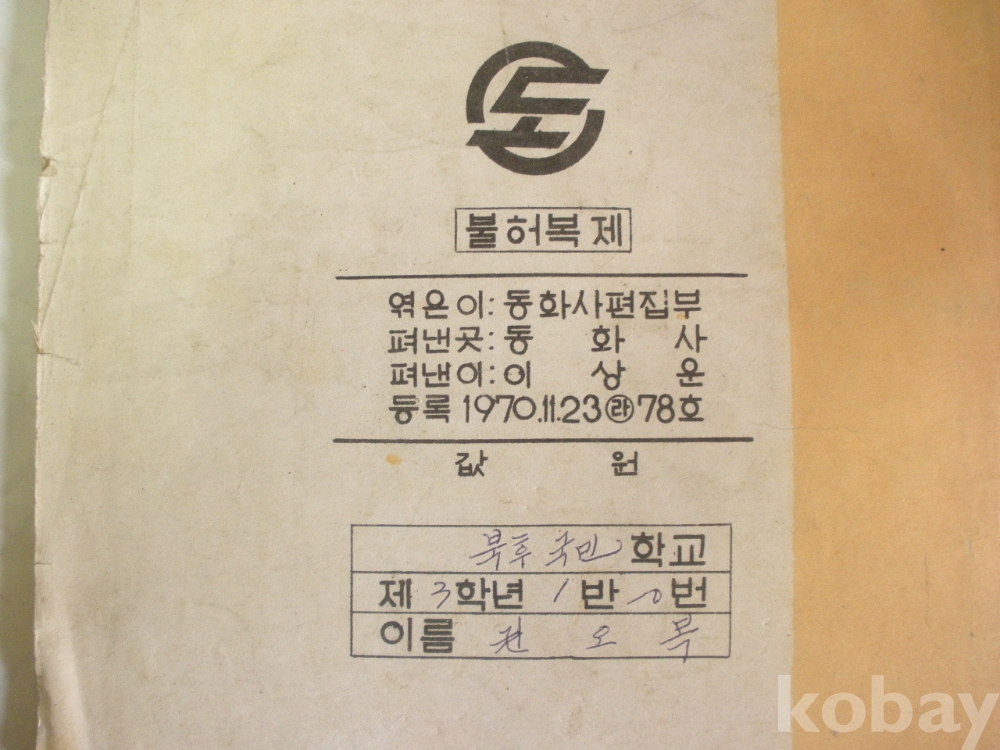 불허복제
엮은이: 동화사편집부
펴낸곳: 동 화 사
펴낸이: 이 상 운
등록 1970.11.23 ㉱78호
값 원
북후국민 학교
제 3 학년 1 반 0 번
이름 권 오 복
kobay